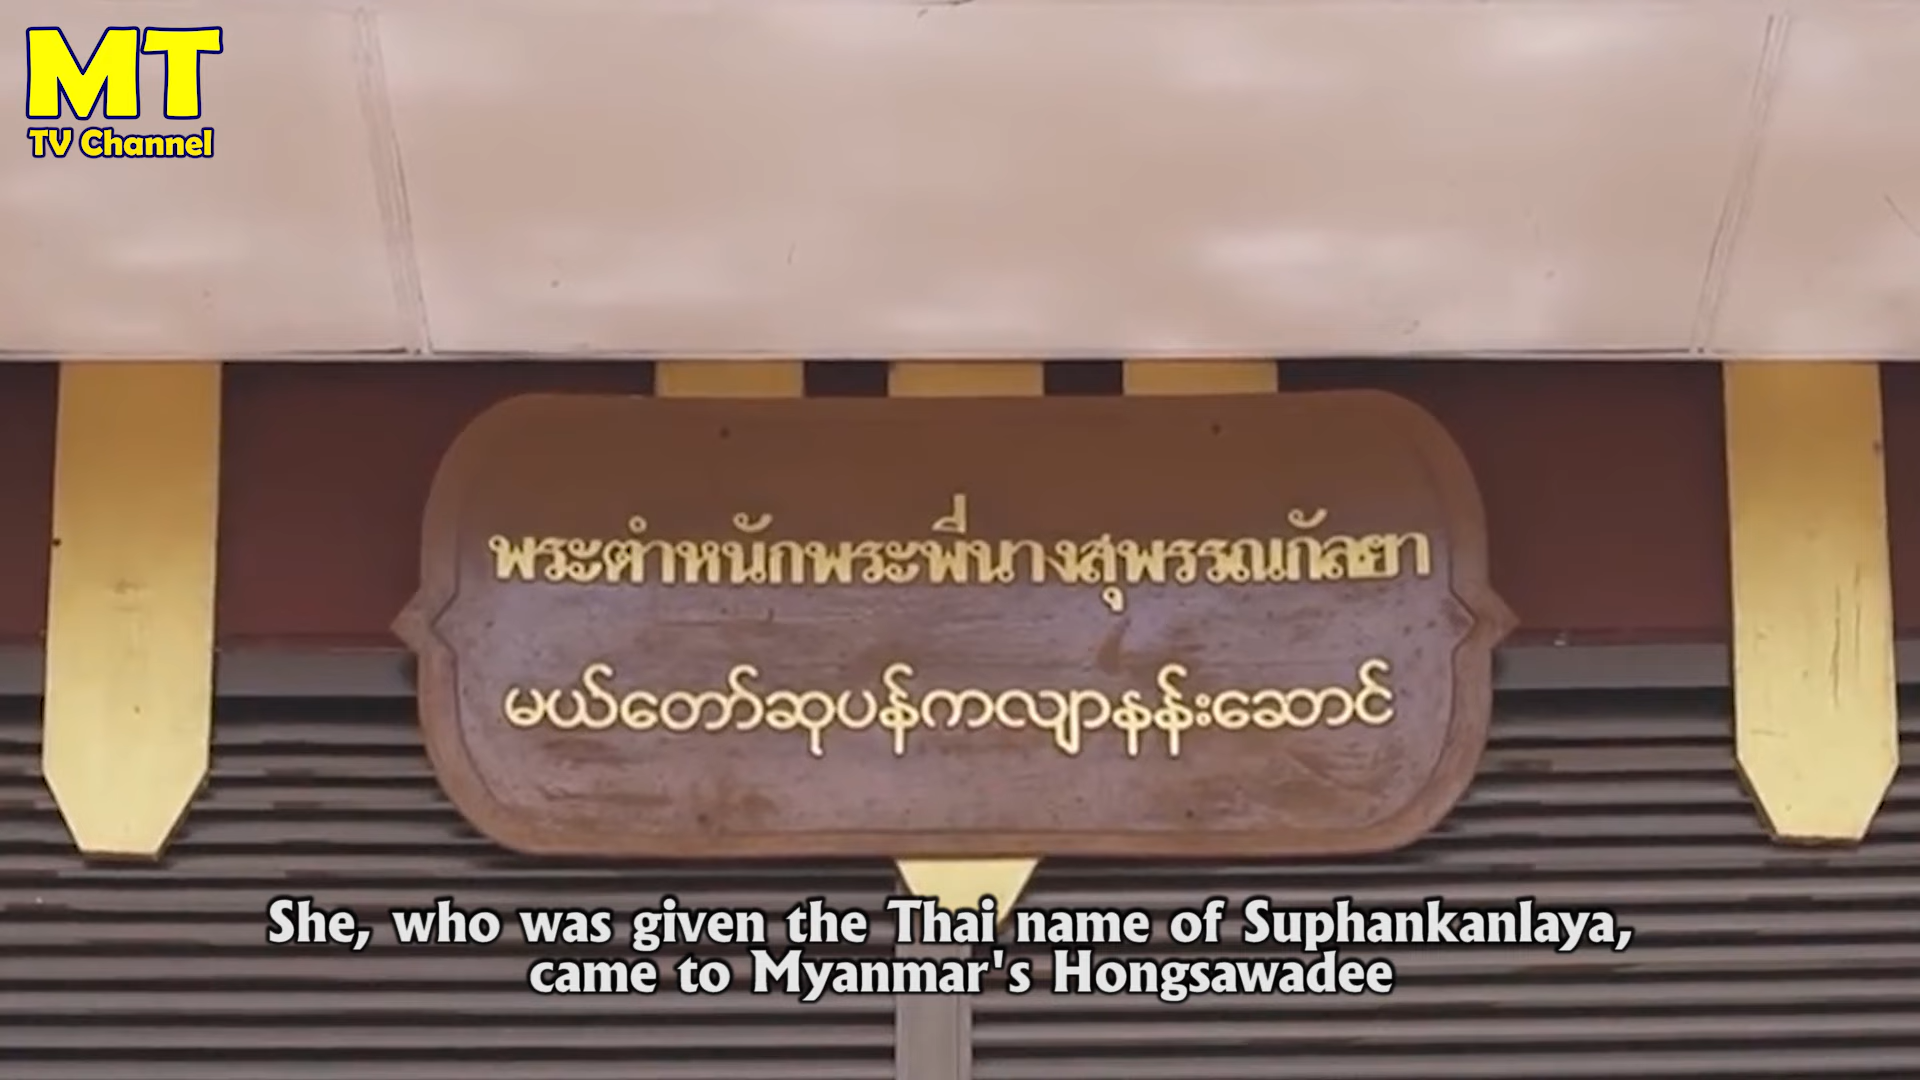 MT
TV Channel
พระตำหนักพระพี่นางสุพรรณกัลยา
မယ်တော်ဆုပန်ကလျာနန်းဆောင်
She, who was given the Thai name of Suphankanlaya,
came to Myanmar's Hongsawadee